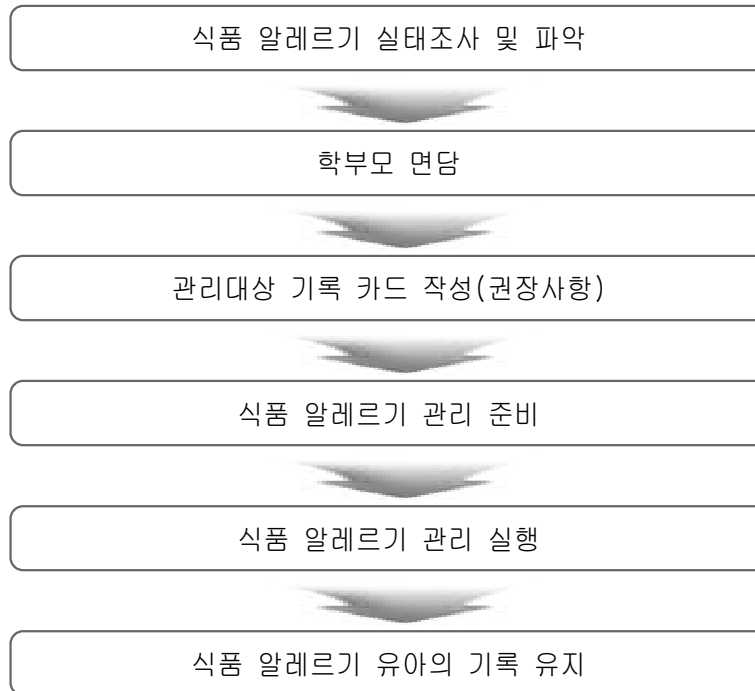 식품 알레르기 실태조사 및 파악
학부모 면담
관리대상 기록 카드 작성(권장사항)
식품 알레르기 관리 준비
식품 알레르기 관리 실행
식품 알레르기 유아의 기록 유지